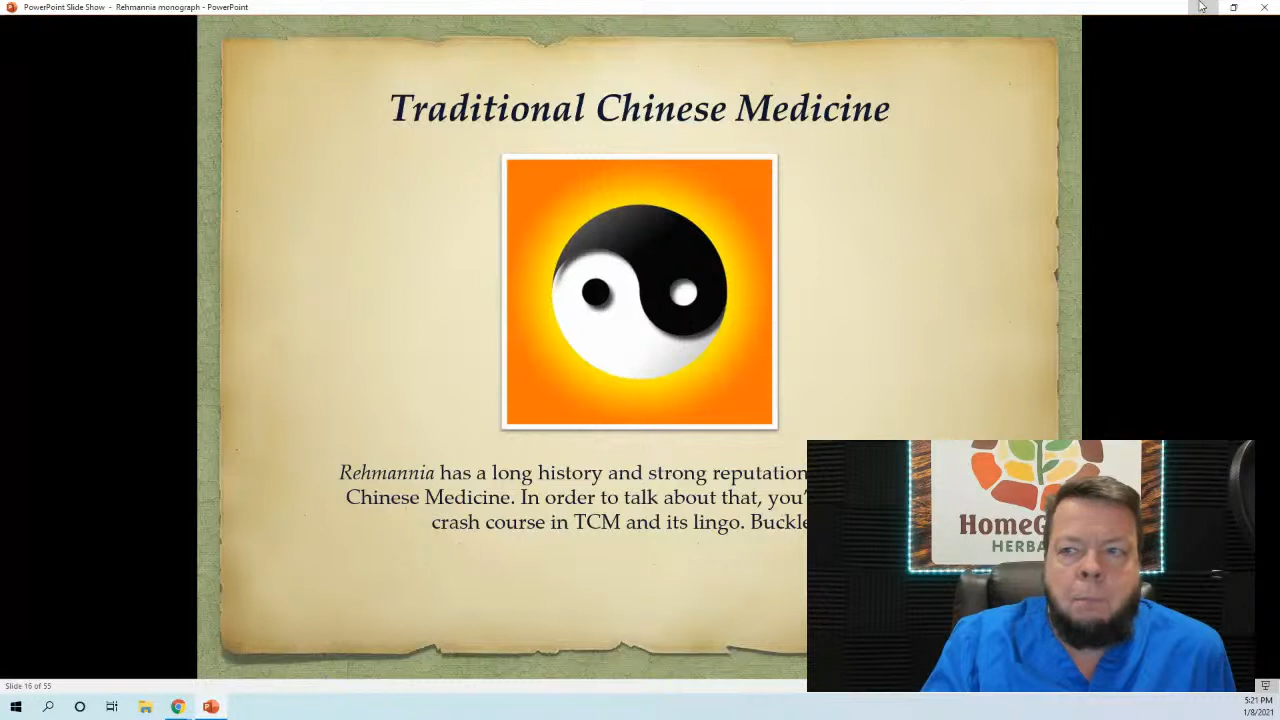 PowerPoint Slide Show - Rehmannia monograph - PowerPoint
Traditional Chinese Medicine
Rehmannia has a long history and strong reputation
Chinese Medicine. In order to talk about that, you'
crash course in TCM and its lingo. Buckle
HomeG
HERBA
Slide 16 of 55
5:21 PM
1/8/2021